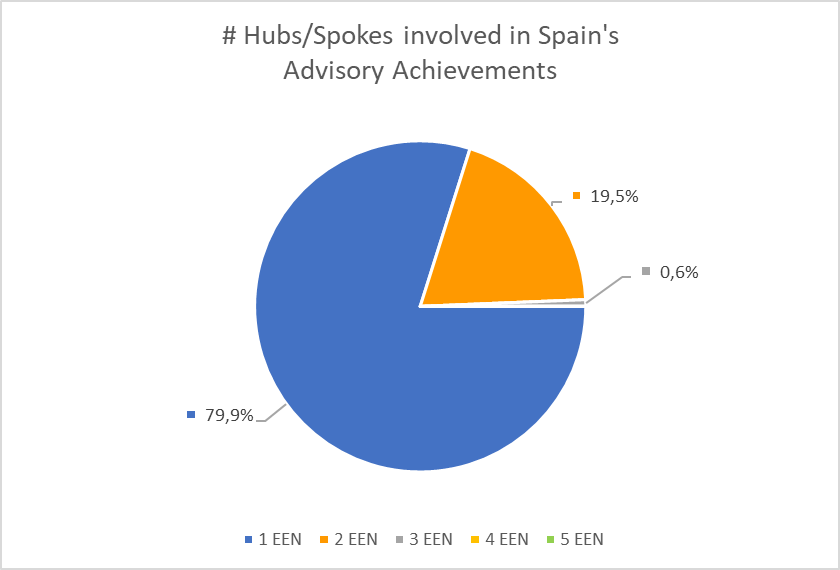 # Hubs/Spokes involved in Spain's
Advisory Achievements
19,5%
0,6%
79,9%
1 EEN 2 EEN 3 EEN 4 EEN 5 EEN